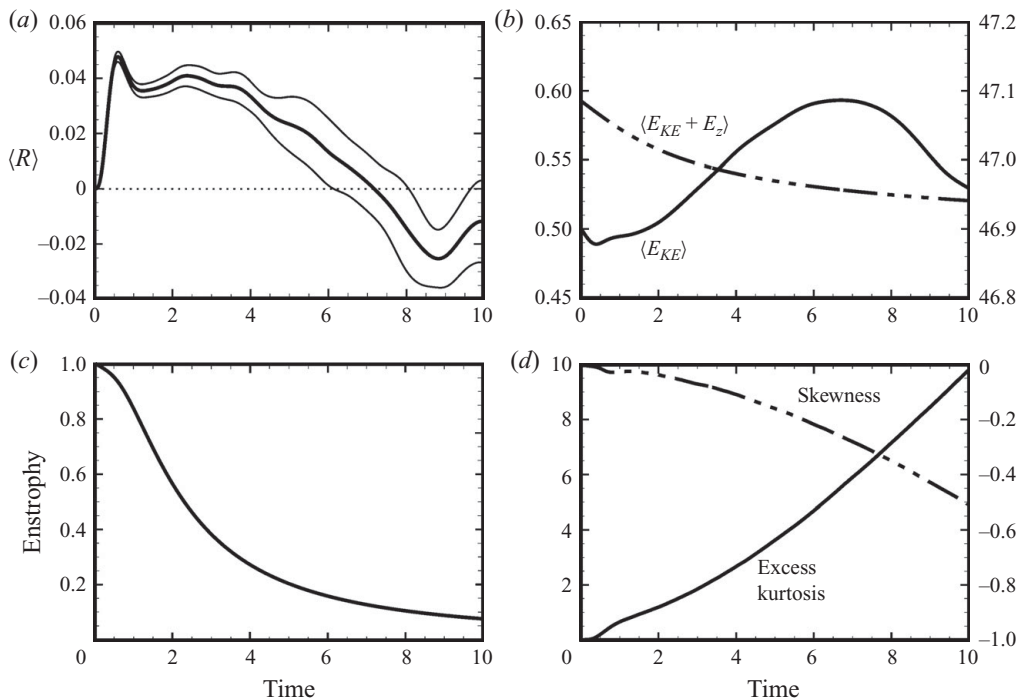 (a)
0.06
0.04
0.02
0
−0.02
−0.04
⟨R⟩
0 2 4 6 8 10
(b)
0.65
0.60
0.55
0.50
0.45
⟨E_KE + E_z⟩
⟨E_KE⟩
47.2
47.1
47.0
46.9
46.8
0 2 4 6 8 10
(c)
1.0
0.8
0.6
0.4
0.2
Enstrophy
0 2 4 6 8 10
Time
(d)
10
8
6
4
2
Skewness
Excess
kurtosis
0
−0.2
−0.4
−0.6
−0.8
−1.0
0 2 4 6 8 10
Time